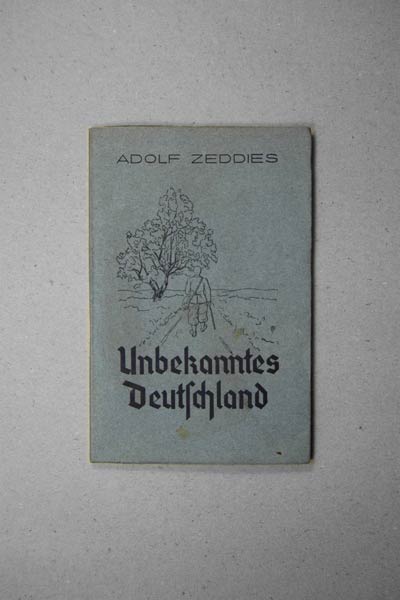 ADOLF ZEDDIES
Unbekanntes
Deutſchland